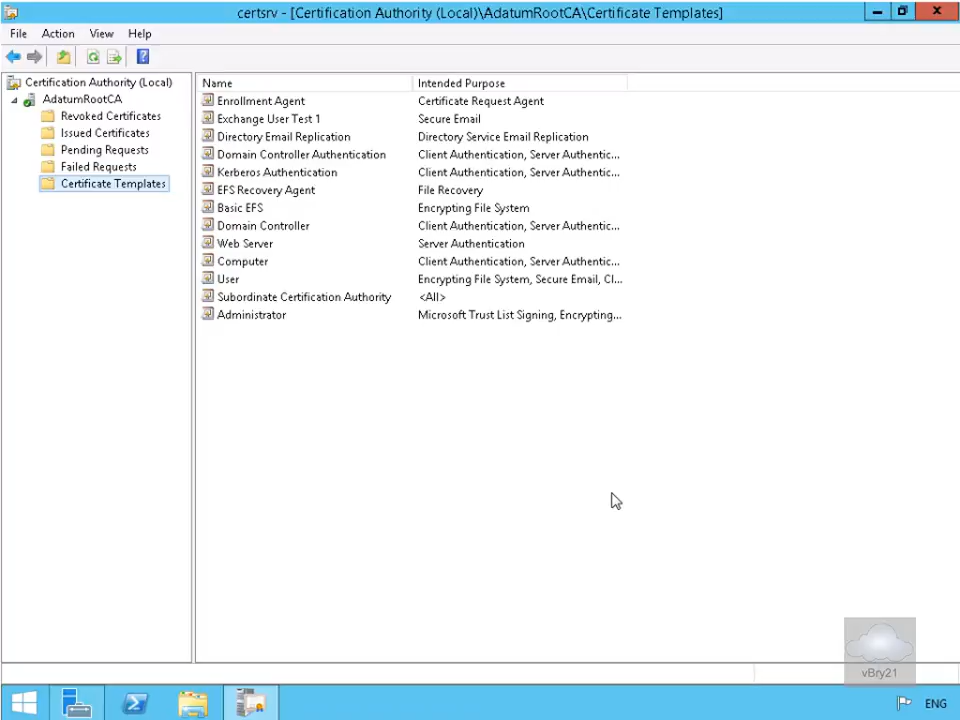 certsrv - [Certification Authority (Local)\AdatumRootCA\Certificate Templates]
File Action View Help
Certification Authority (Local)
AdatumRootCA
Revoked Certificates
Issued Certificates
Pending Requests
Failed Requests
Certificate Templates
Name Intended Purpose
Enrollment Agent Certificate Request Agent
Exchange User Test 1 Secure Email
Directory Email Replication Directory Service Email Replication
Domain Controller Authentication Client Authentication, Server Authentic...
Kerberos Authentication Client Authentication, Server Authentic...
EFS Recovery Agent File Recovery
Basic EFS Encrypting File System
Domain Controller Client Authentication, Server Authentic...
Web Server Server Authentication
Computer Client Authentication, Server Authentic...
User Encrypting File System, Secure Email, Cl...
Subordinate Certification Authority <All>
Administrator Microsoft Trust List Signing, Encrypting...
vBry21
ENG